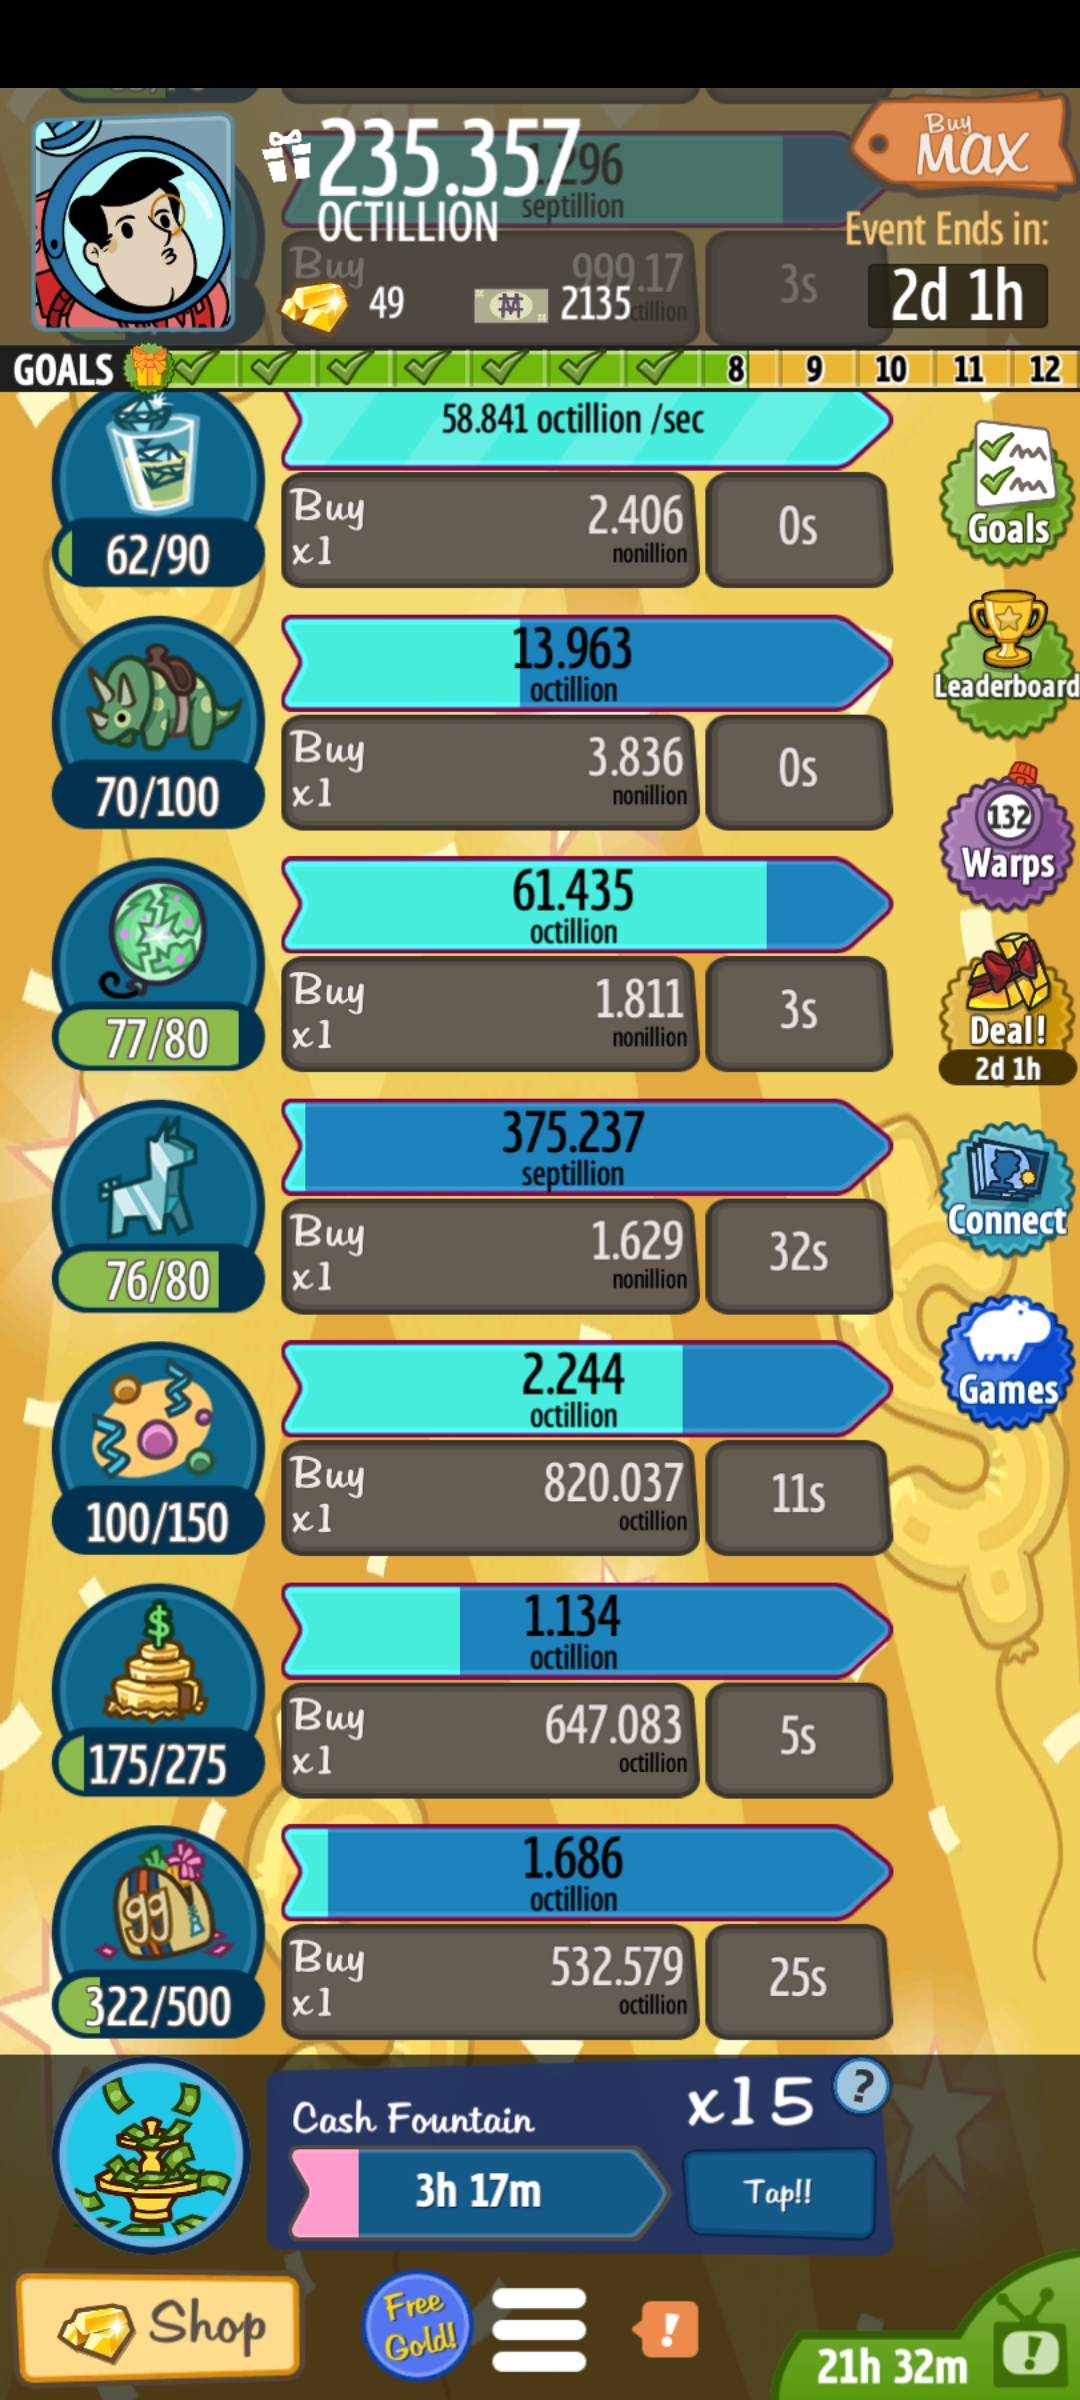 235.357
OCTILLION
septillion
Buy
MAX
Event Ends in:
2d 1h
Buy
999.17
3s
49
2135
GOALS
8 9 10 11 12
58.841 octillion /sec
62/90
Buy
x1
2.406
nonillion
0s
Goals
13.963
octillion
70/100
Buy
x1
3.836
nonillion
0s
Leaderboard
61.435
octillion
77/80
Buy
x1
1.811
nonillion
3s
132
Warps
Deal!
2d 1h
375.237
septillion
76/80
Buy
x1
1.629
nonillion
32s
Connect
2.244
octillion
100/150
Buy
x1
820.037
octillion
11s
Games
$
1.134
octillion
175/275
Buy
x1
647.083
octillion
5s
99
1.686
octillion
322/500
Buy
x1
532.579
octillion
25s
Cash Fountain
x15
?
3h 17m
Tap!!
Shop
Free
Gold!
!
21h 32m
!